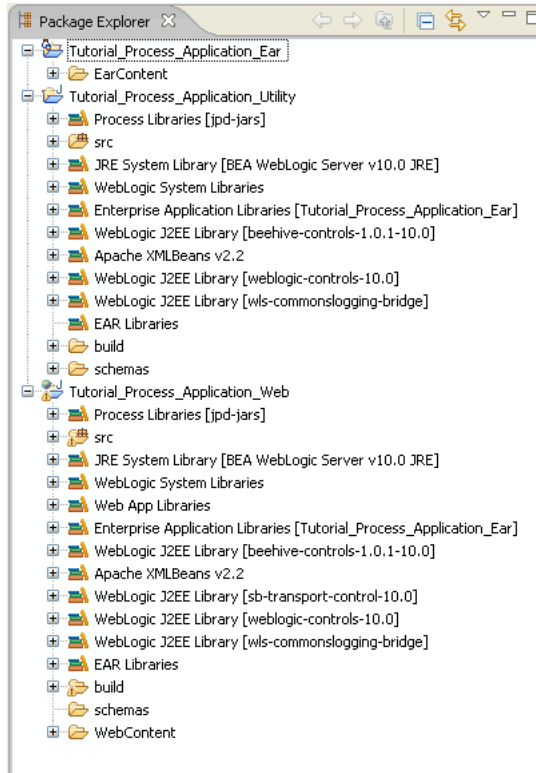 Package Explorer
Tutorial_Process_Application_Ear
EarContent
Tutorial_Process_Application_Utility
Process Libraries [jpd-jars]
src
JRE System Library [BEA WebLogic Server v10.0 JRE]
WebLogic System Libraries
Enterprise Application Libraries [Tutorial_Process_Application_Ear]
WebLogic J2EE Library [beehive-controls-1.0.1-10.0]
Apache XMLBeans v2.2
WebLogic J2EE Library [weblogic-controls-10.0]
WebLogic J2EE Library [wls-commonslogging-bridge]
EAR Libraries
build
schemas
Tutorial_Process_Application_Web
Process Libraries [jpd-jars]
src
JRE System Library [BEA WebLogic Server v10.0 JRE]
WebLogic System Libraries
Web App Libraries
Enterprise Application Libraries [Tutorial_Process_Application_Ear]
WebLogic J2EE Library [beehive-controls-1.0.1-10.0]
Apache XMLBeans v2.2
WebLogic J2EE Library [sb-transport-control-10.0]
WebLogic J2EE Library [weblogic-controls-10.0]
WebLogic J2EE Library [wls-commonslogging-bridge]
EAR Libraries
build
schemas
WebContent